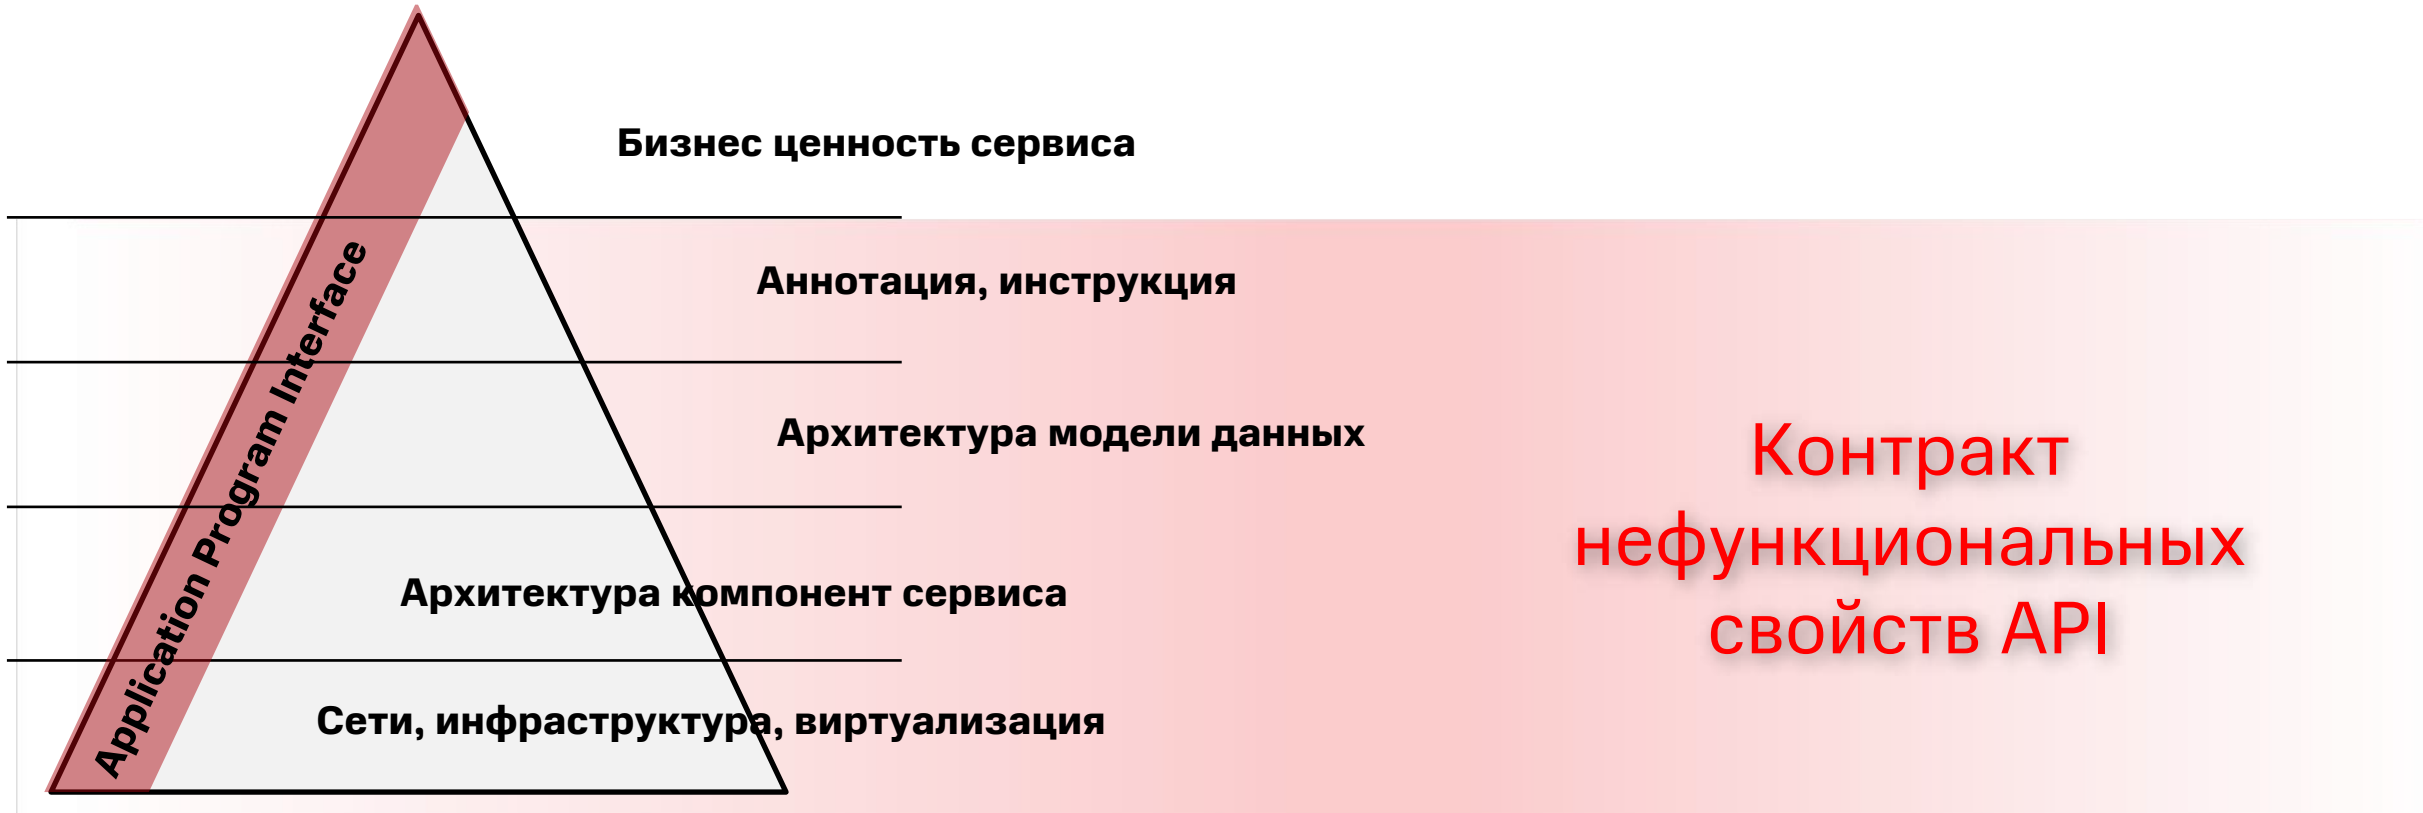 Бизнес ценность сервиса
Аннотация, инструкция
Архитектура модели данных
Архитектура компонент сервиса
Сети, инфраструктура, виртуализация
Application Program Interface
Контракт
нефункциональных
свойств API